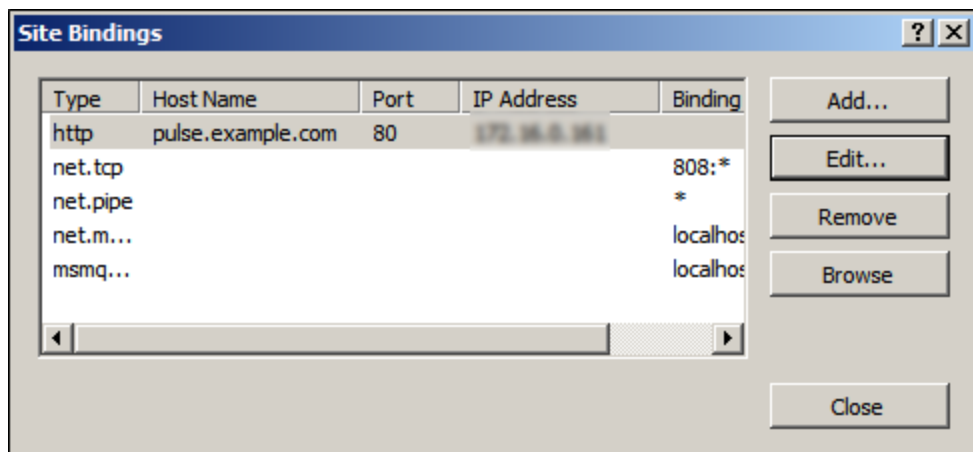 Site Bindings
Type Host Name Port IP Address Binding
http pulse.example.com 80
net.tcp 808:*
net.pipe *
net.m... localhos
msmq... localhos
Add...
Edit...
Remove
Browse
Close